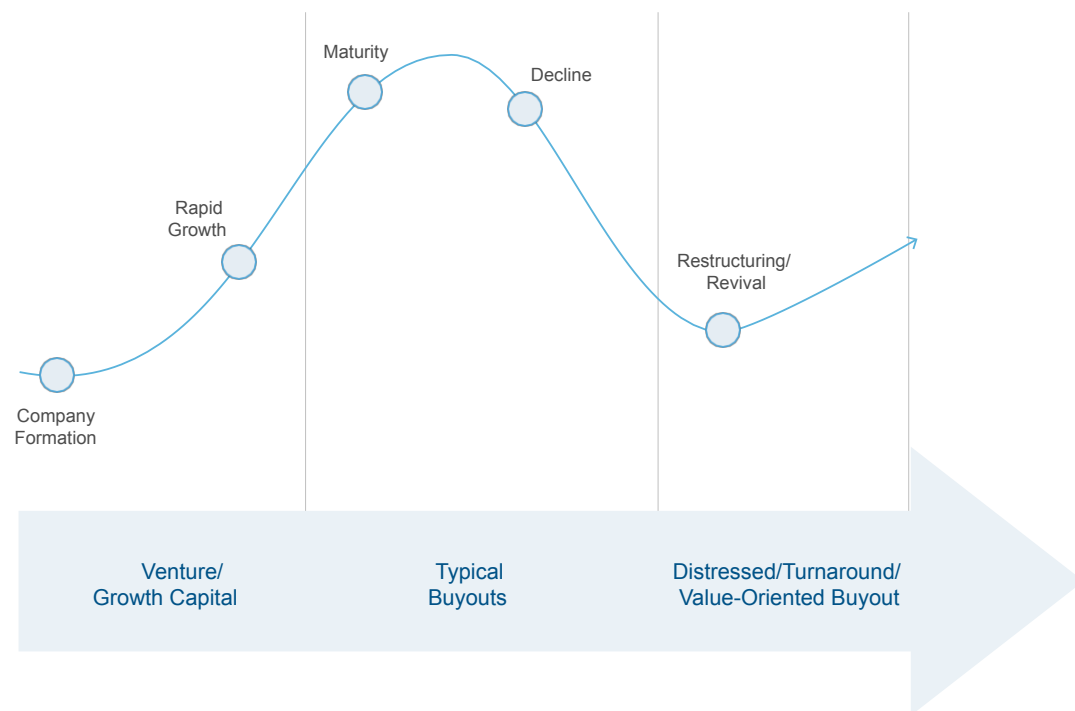 Maturity
Decline
Rapid
Growth
Restructuring/
Revival
Company
Formation
Venture/
Growth Capital
Typical
Buyouts
Distressed/Turnaround/
Value-Oriented Buyout